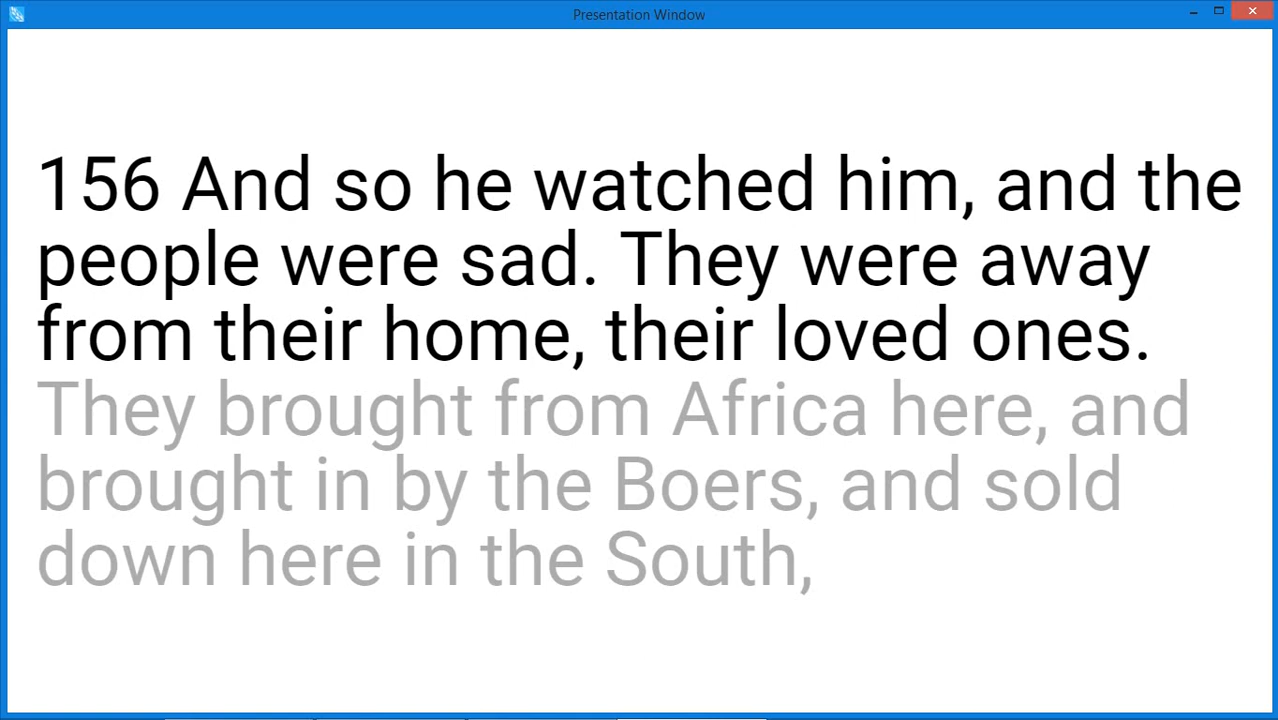 Presentation Window
156 And so he watched him, and the
people were sad. They were away
from their home, their loved ones.
They brought from Africa here, and
brought in by the Boers, and sold
down here in the South,